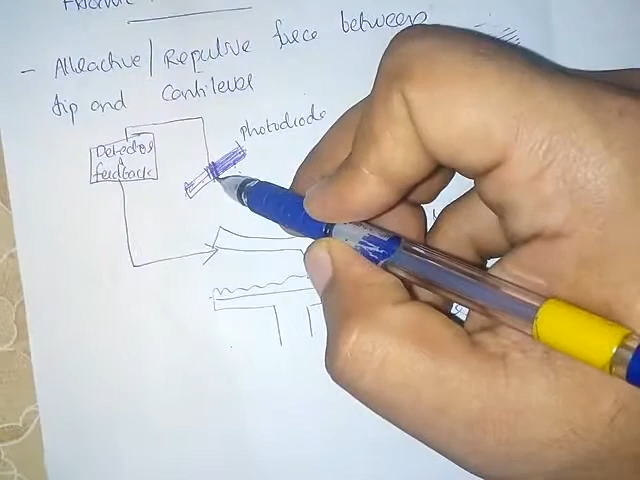 - Attractive / Repulsive force between
tip and Cantilever
photodiode
Detector
&
feedback